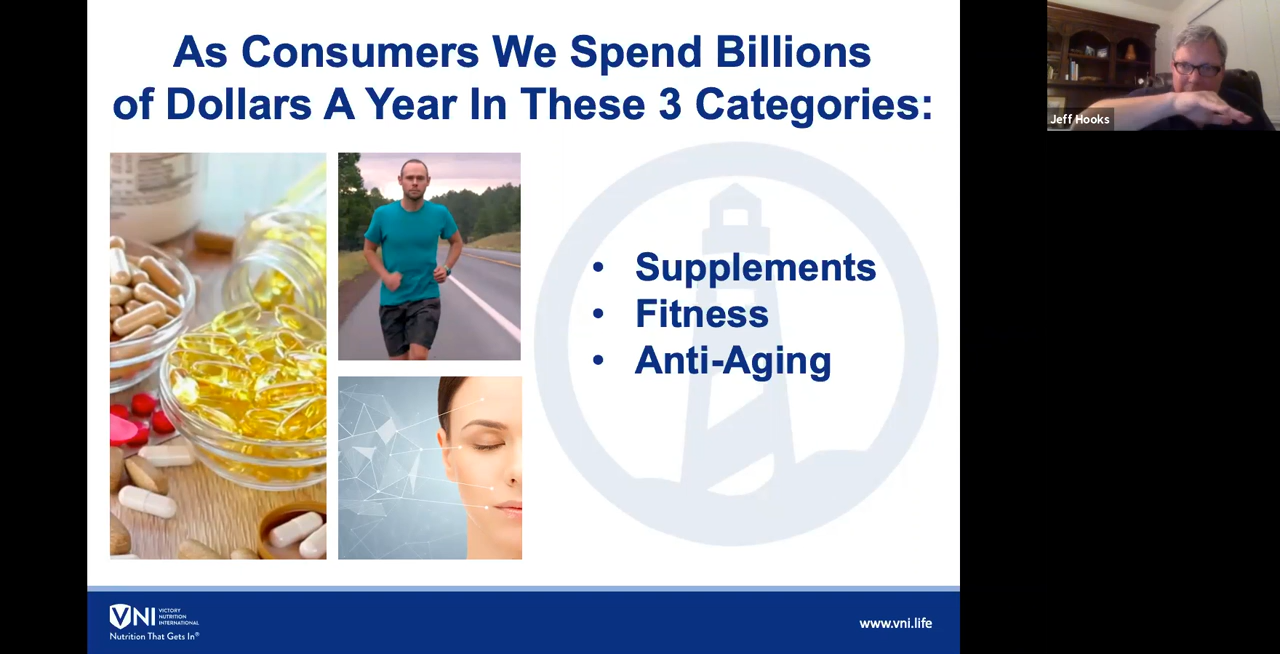 As Consumers We Spend Billions
of Dollars A Year In These 3 Categories:
• Supplements
• Fitness
• Anti-Aging
VNI
VICTORY
NUTRITION
INTERNATIONAL
Nutrition That Gets In®
www.vni.life
Jeff Hooks